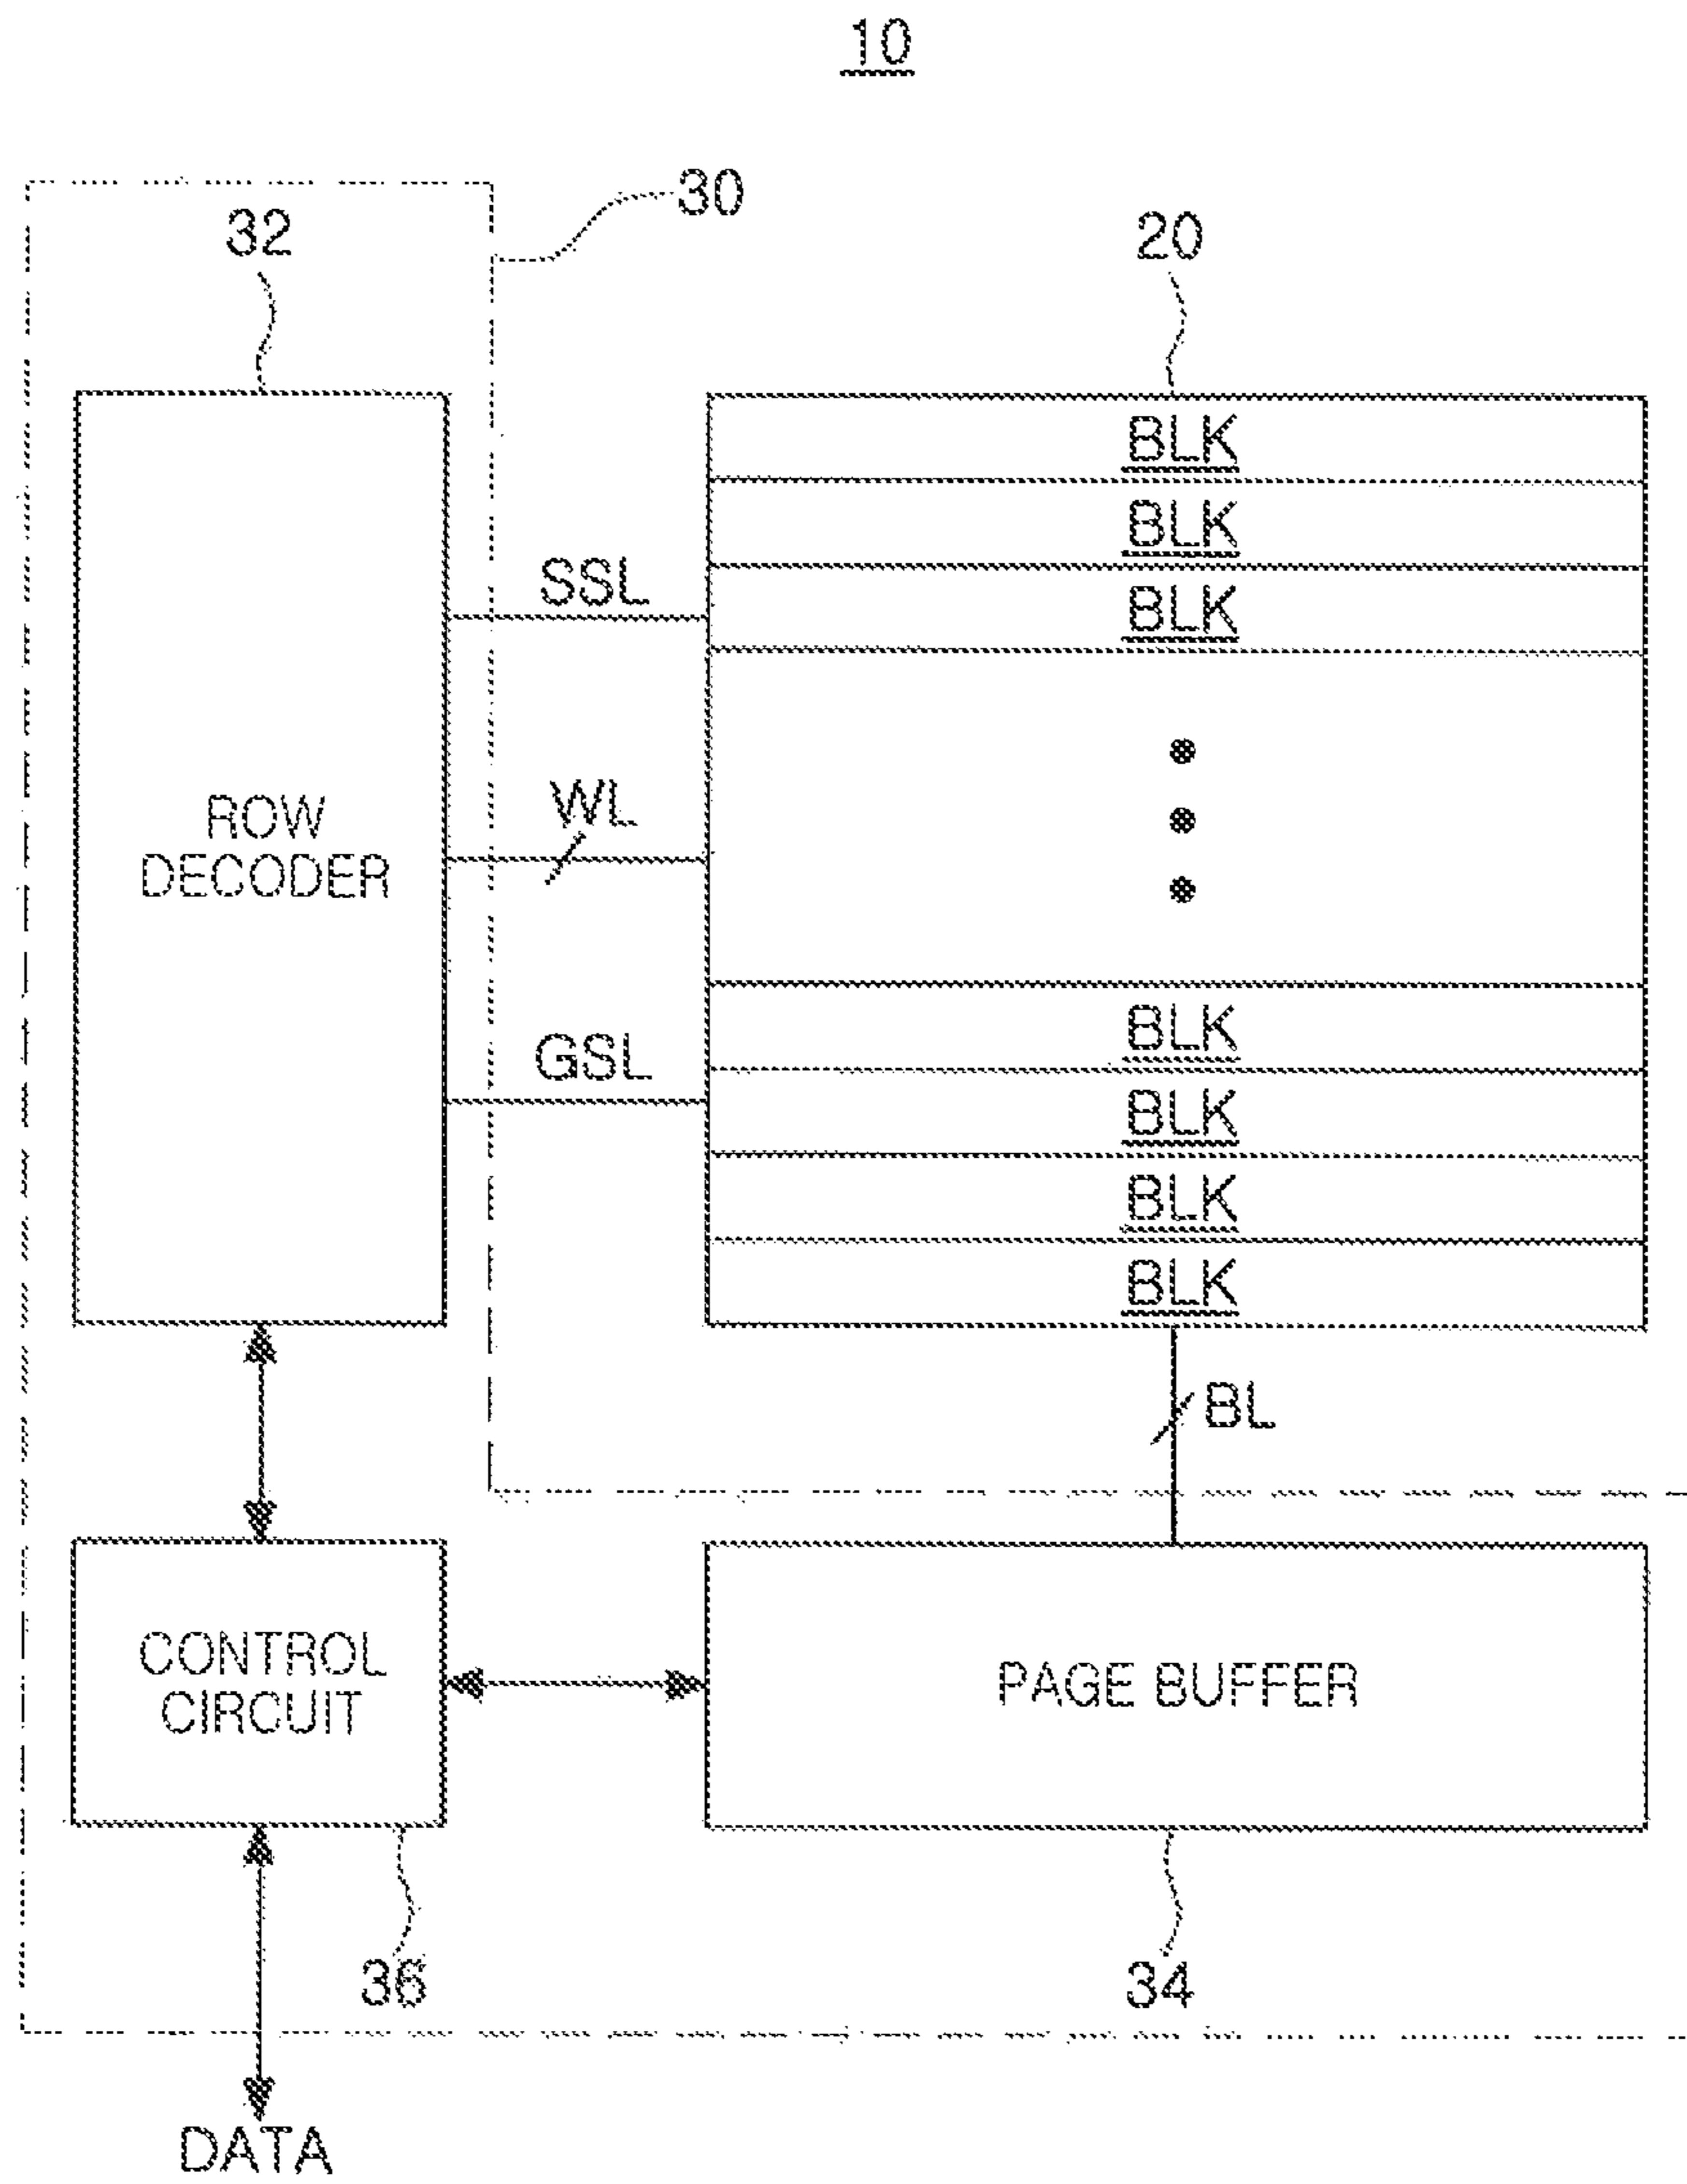 10
30
32
20
BLK
BLK
BLK
SSL
WL
ROW
DECODER
GSL
BLK
BLK
BLK
BLK
BL
CONTROL
CIRCUIT
PAGE BUFFER
36
34
DATA